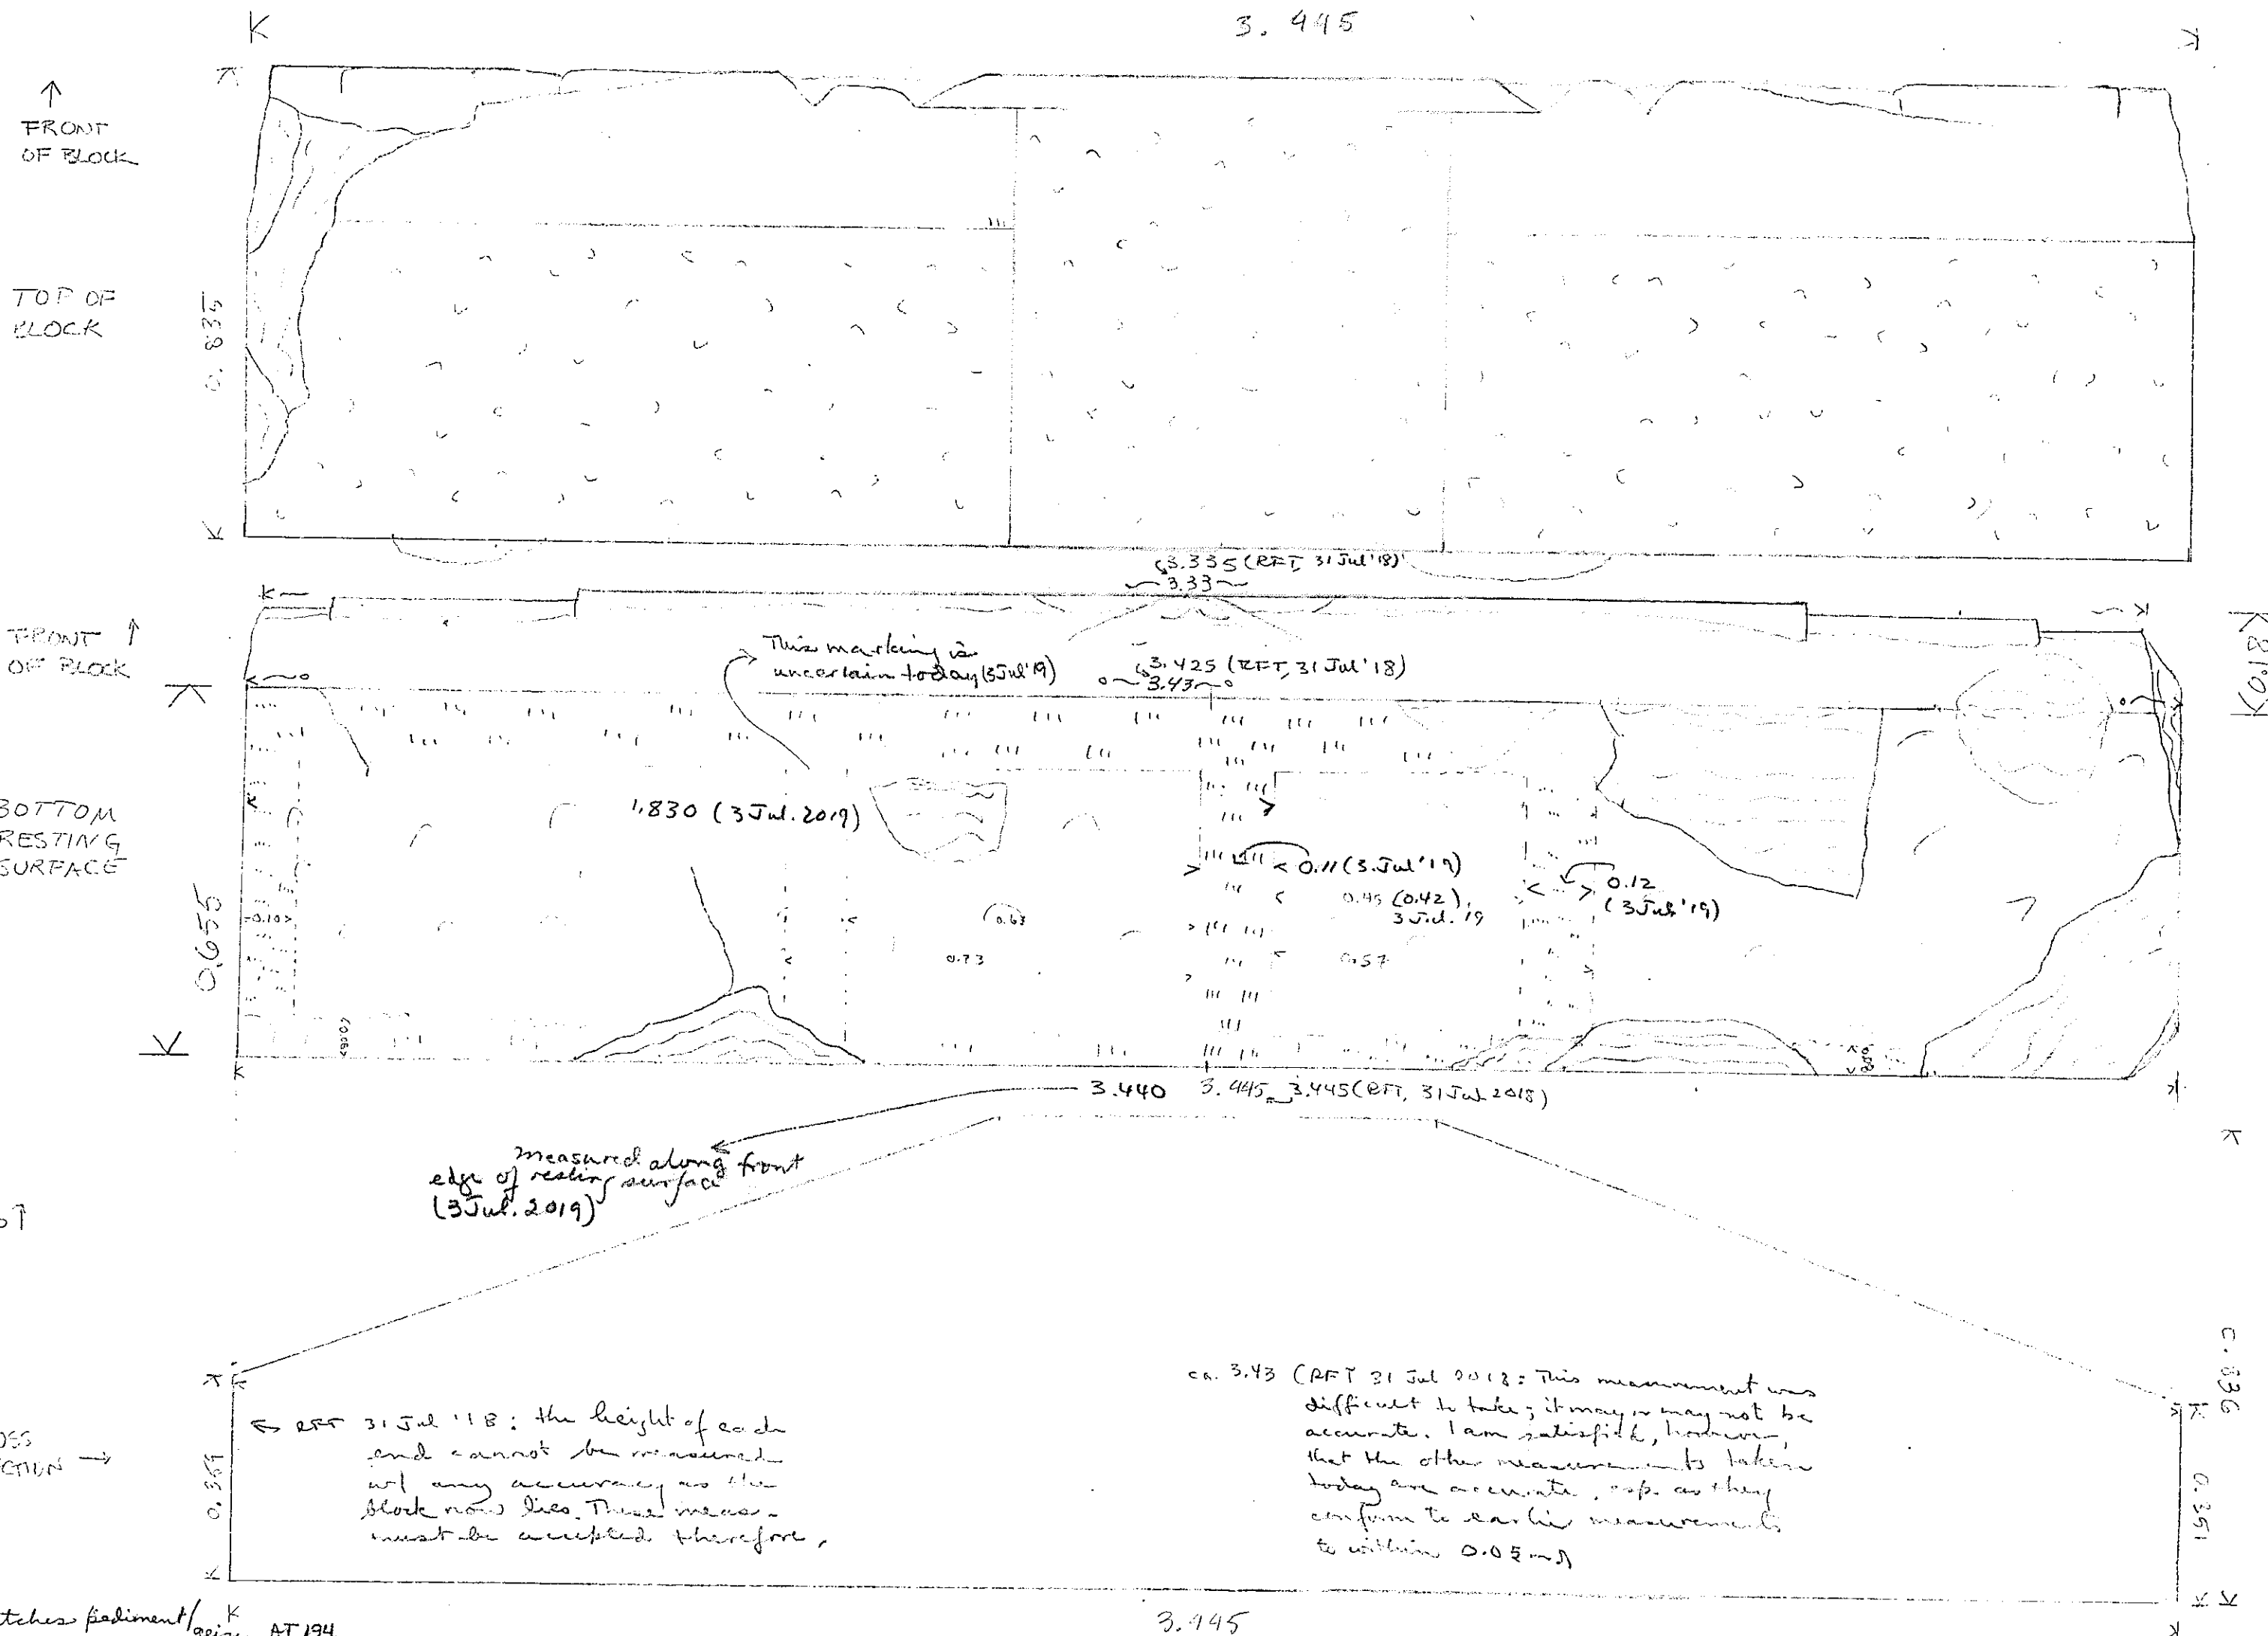 3.445
↑
FRONT
OF BLOCK
TOP OF
BLOCK
0.835
3.335 (RFT, 31 Jul '18)
~3.33~
FRONT ↑
OF BLOCK
This marking is
uncertain today (3 Jul '19)
3.425 (RFT, 31 Jul '18)
3.43
(0.18)
BOTTOM
RESTING
SURFACE
0.655
1.830 (3 Jul. 2019)
0.11 (3. Jul '19)
0.45 (0.42),
3 Jul. 19
0.12
(3 Jul '19)
0.10
0.63
0.73
0.57
3.440 3.445 3.445 (RFT, 31 Jul 2018)
measured along front
edge of resting surface
(3 Jul. 2019)
ca. 3.43 (RFT 31 Jul 2018: This measurement was
difficult to take; it may or may not be
accurate. I am satisfied, however,
that the other measurements taken
today are accurate, esp. as they
conform to earlier measurements
to within
← RFT 31 Jul '18: the height of each
end cannot be measured
w/ any accuracy as the
block now lies. These meas-
must be accepted therefore.
0.369
0.351
C. 836
3.445
tches pediment/
AT 194